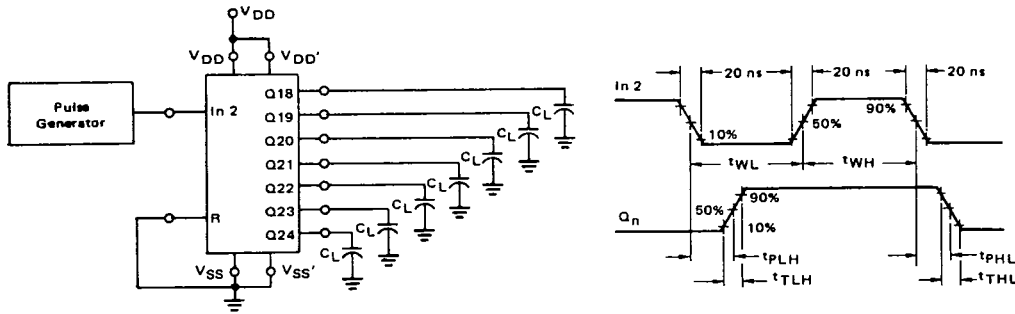 VDD
VDD VDD'
Pulse
Generator
In 2
R
Q18
Q19
Q20
Q21
Q22
Q23
Q24
CL
CL
CL
CL
CL
CL
CL
VSS VSS'
20 ns 20 ns 20 ns
In 2
10% 50% 90%
tWL tWH
Qn
50% 90%
10%
tPLH tPHL
tTLH tTHL